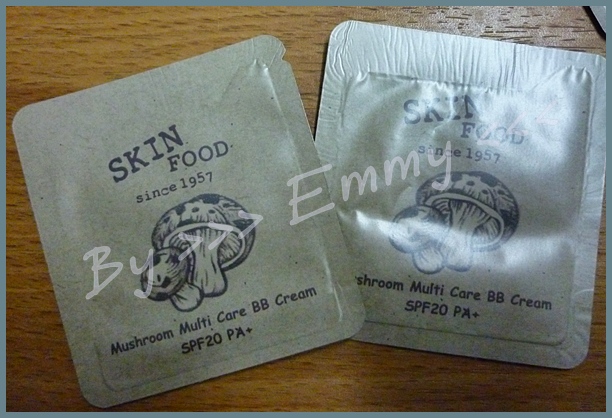 SKIN
FOOD
since 1957
Mushroom Multi Care BB Cream
SPF20 PA+
SKIN
FOOD
since 1957
shroom Multi Care BB Cream
SPF20 PA+
By >>> Emmy